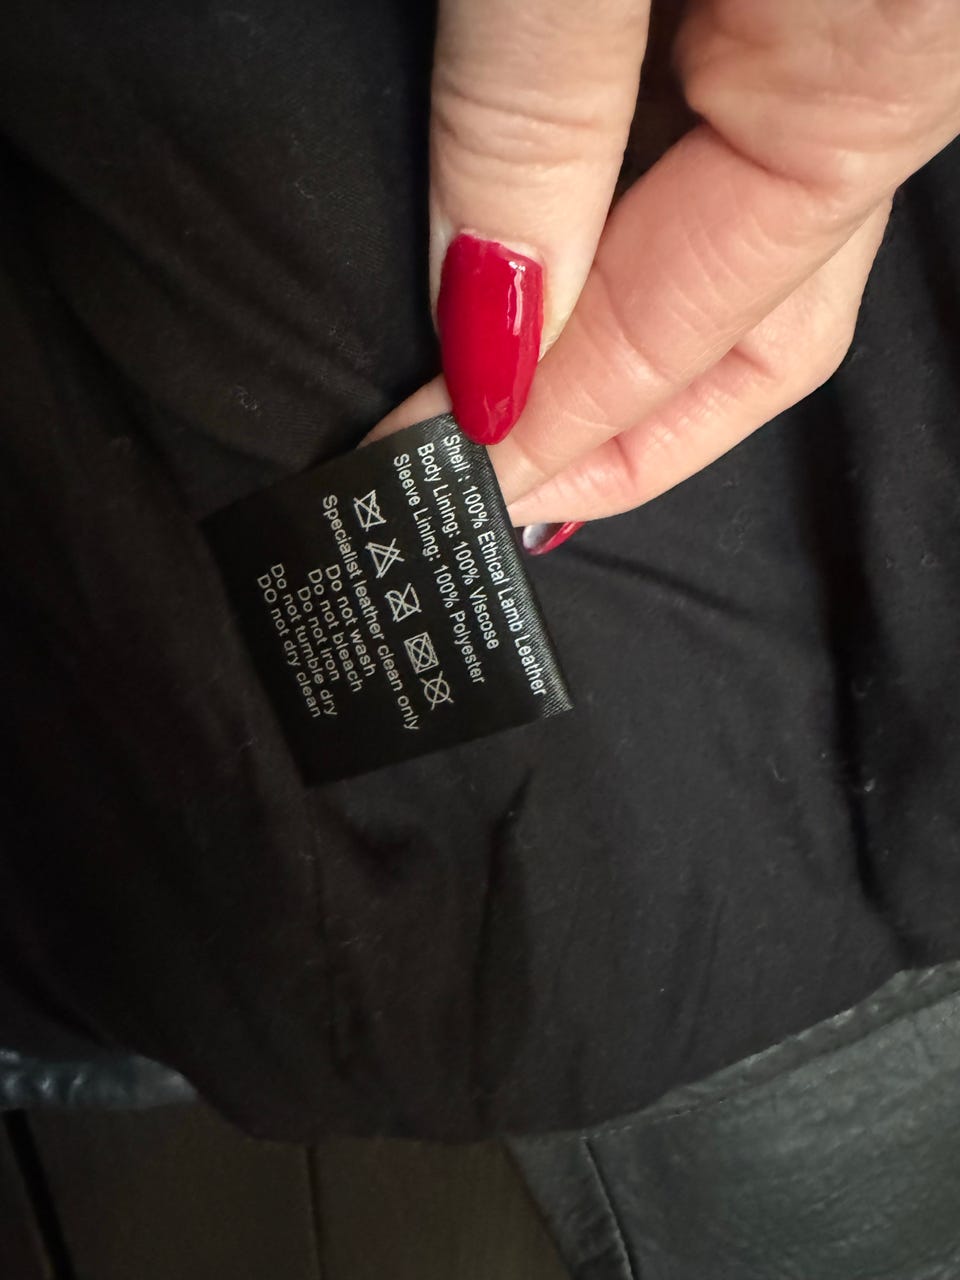 Shell : 100% Ethical Lamb Leather
Body Lining: 100% Viscose
Sleeve Lining: 100% Polyester
Specialist leather clean only
Do not wash
Do not bleach
Do not iron
Do not tumble dry
DO not dry clean